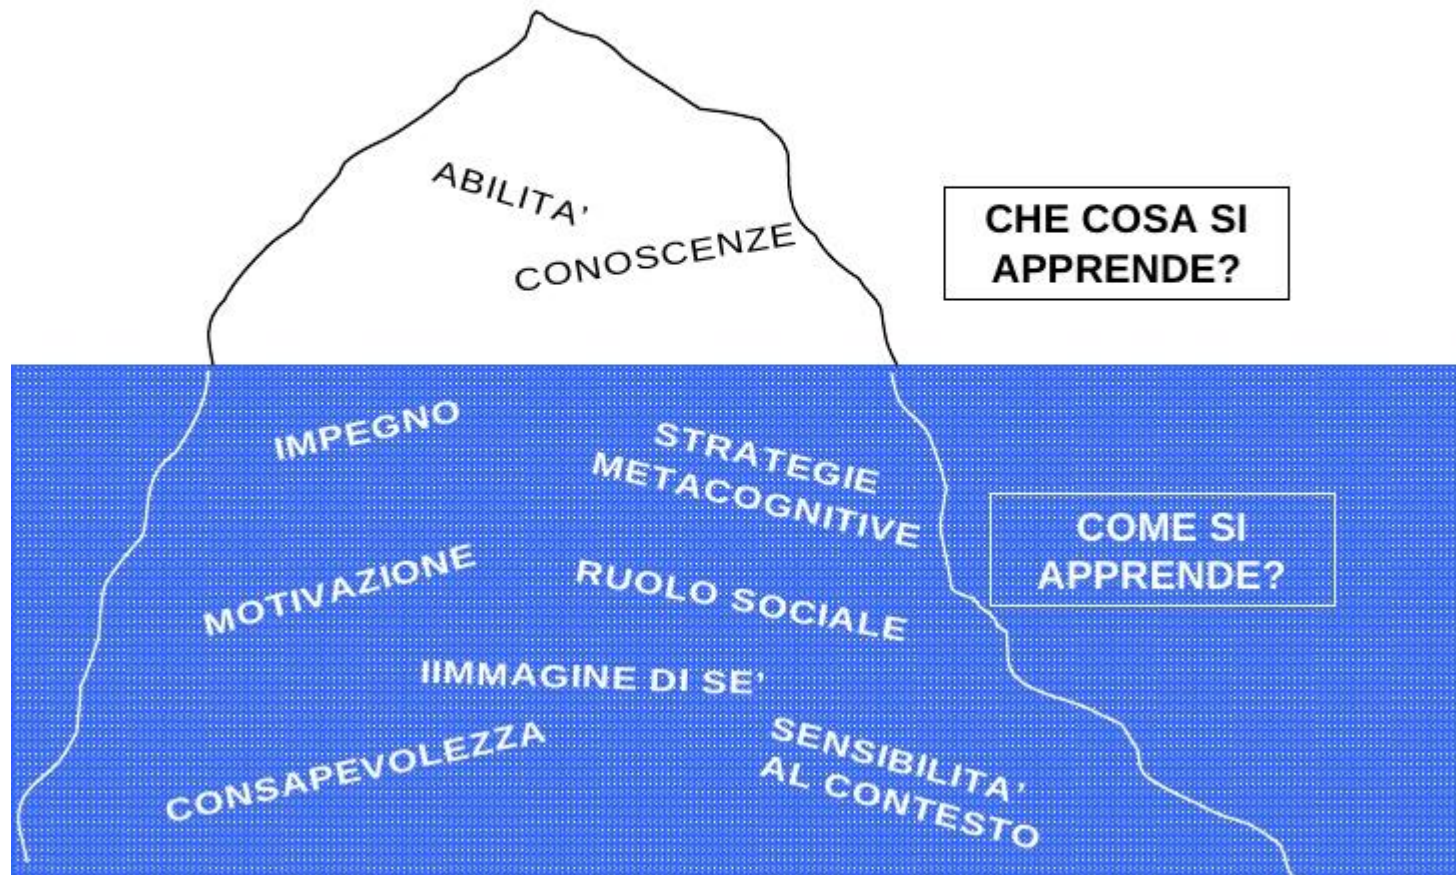 ABILITA’
CONOSCENZE
CHE COSA SI
APPRENDE?
IMPEGNO
STRATEGIE
METACOGNITIVE
COME SI
APPRENDE?
MOTIVAZIONE
RUOLO SOCIALE
IIMMAGINE DI SE’
CONSAPEVOLEZZA
SENSIBILITA’
AL CONTESTO